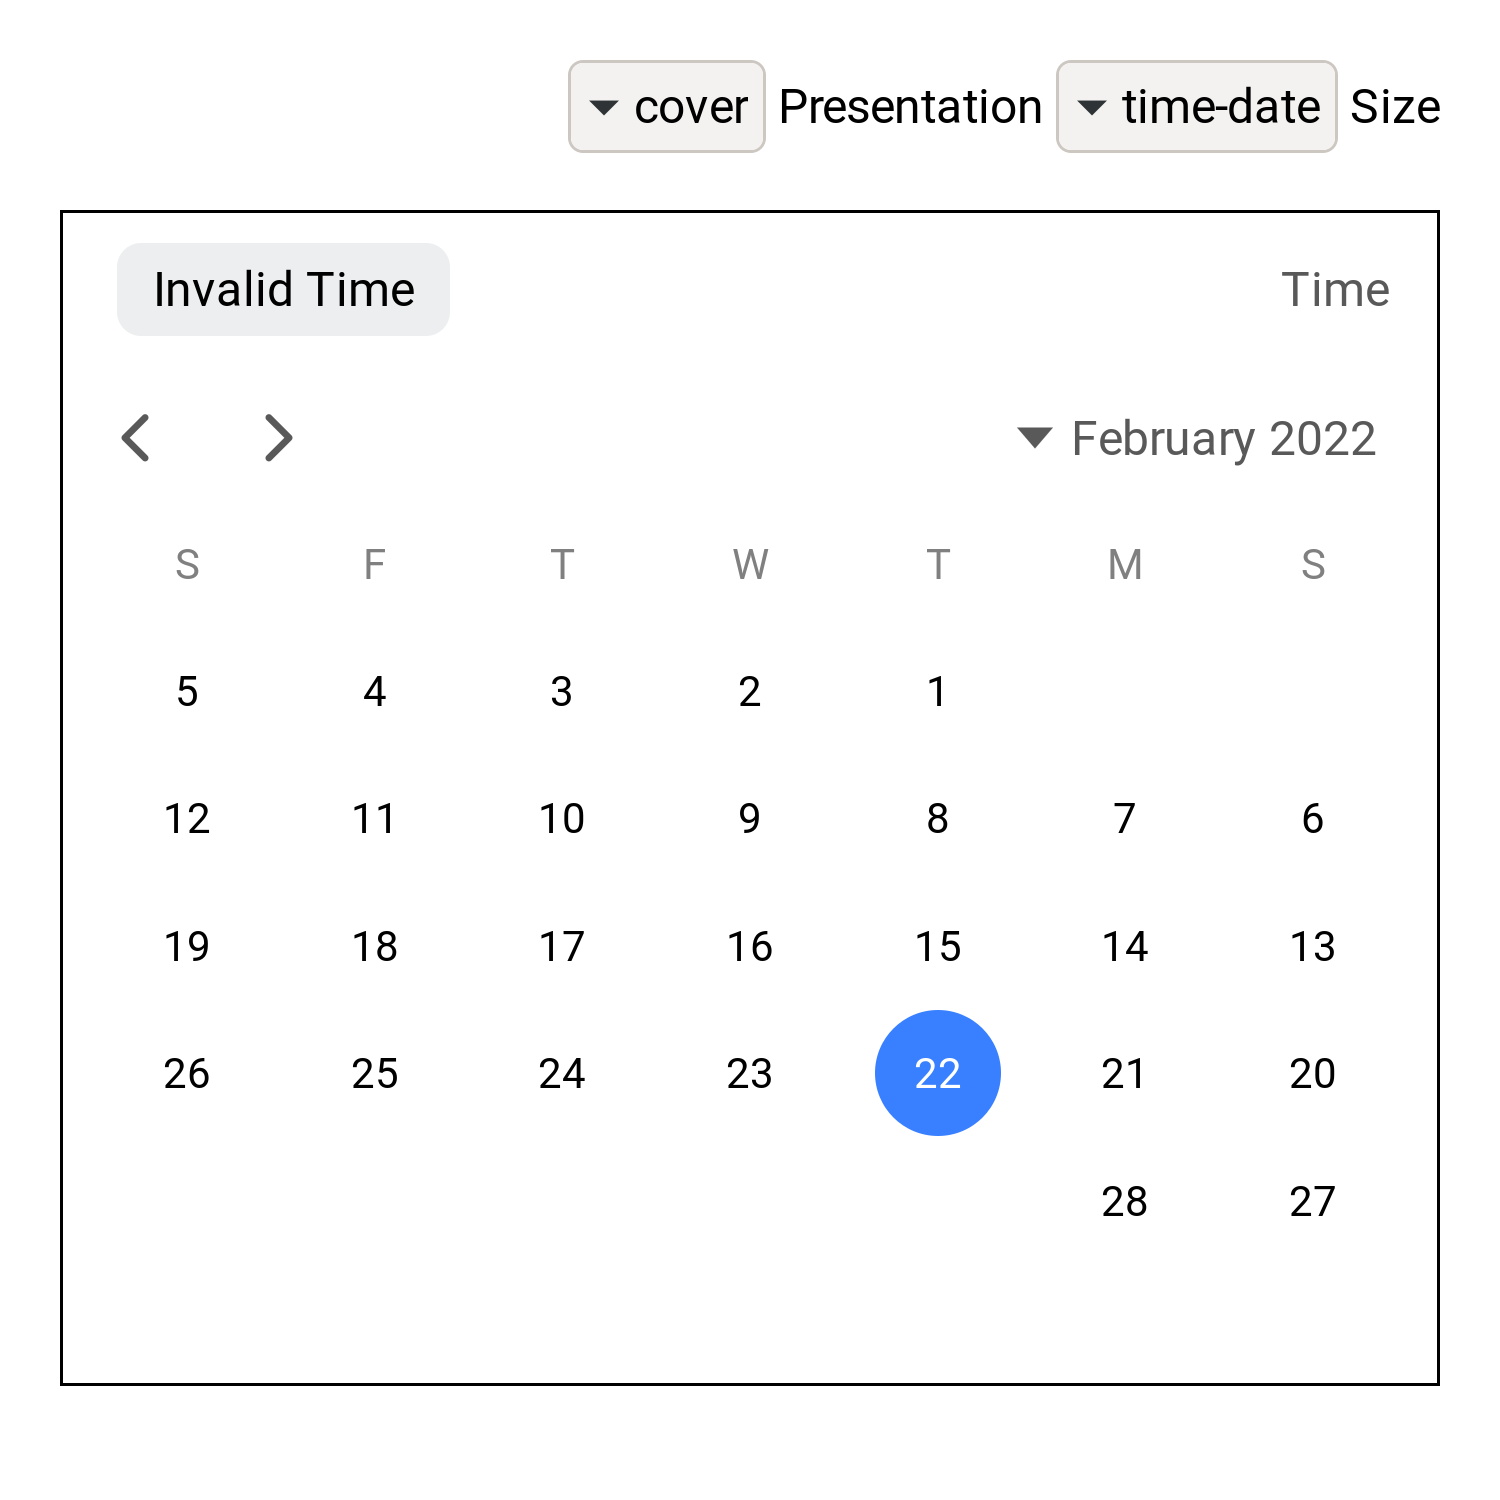 cover Presentation time-date Size
Invalid Time Time
February 2022
S F T W T M S
5 4 3 2 1
12 11 10 9 8 7 6
19 18 17 16 15 14 13
26 25 24 23 22 21 20
28 27